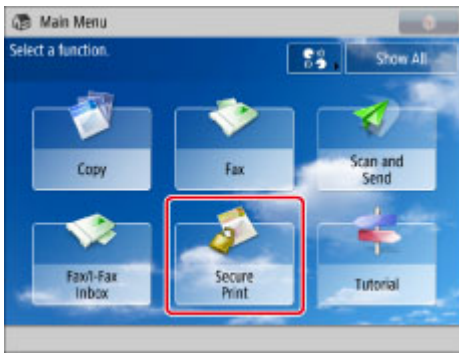 Main Menu
Select a function.
Show All
Copy
Fax
Scan and
Send
Fax/I-Fax
Inbox
Secure
Print
Tutorial